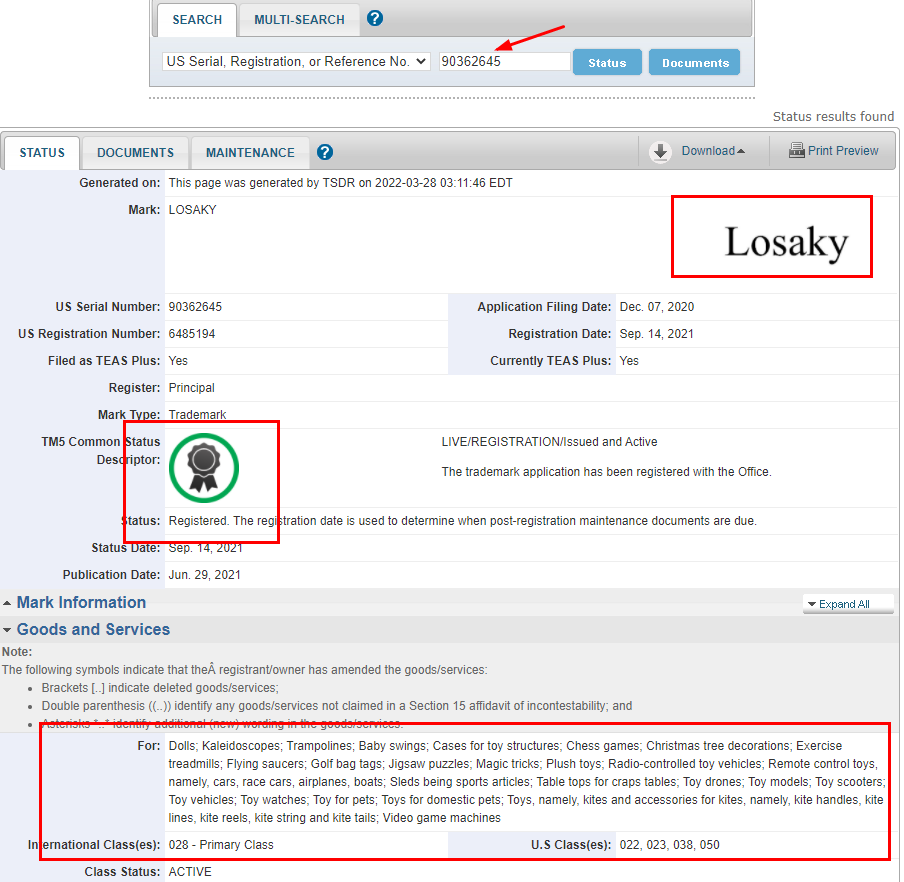 SEARCH MULTI-SEARCH ?
US Serial, Registration, or Reference No. 90362645 Status Documents
Status results found
STATUS DOCUMENTS MAINTENANCE ? Download Print Preview
Generated on: This page was generated by TSDR on 2022-03-28 03:11:46 EDT
Mark: LOSAKY
Losaky
US Serial Number: 90362645 Application Filing Date: Dec. 07, 2020
US Registration Number: 6485194 Registration Date: Sep. 14, 2021
Filed as TEAS Plus: Yes Currently TEAS Plus: Yes
Register: Principal
Mark Type: Trademark
TM5 Common Status Descriptor: LIVE/REGISTRATION/Issued and Active
The trademark application has been registered with the Office.
Status: Registered. The registration date is used to determine when post-registration maintenance documents are due.
Status Date: Sep. 14, 2021
Publication Date: Jun. 29, 2021
Mark Information Expand All
Goods and Services
Note:
The following symbols indicate that theÂ registrant/owner has amended the goods/services:
• Brackets [..] indicate deleted goods/services;
• Double parenthesis ((..)) identify any goods/services not claimed in a Section 15 affidavit of incontestability; and
• Asterisks *..* identify additional (new) wording in the goods/services.
For: Dolls; Kaleidoscopes; Trampolines; Baby swings; Cases for toy structures; Chess games; Christmas tree decorations; Exercise
treadmills; Flying saucers; Golf bag tags; Jigsaw puzzles; Magic tricks; Plush toys; Radio-controlled toy vehicles; Remote control toys,
namely, cars, race cars, airplanes, boats; Sleds being sports articles; Table tops for craps tables; Toy drones; Toy models; Toy scooters;
Toy vehicles; Toy watches; Toy for pets; Toys for domestic pets; Toys, namely, kites and accessories for kites, namely, kite handles, kite
lines, kite reels, kite string and kite tails; Video game machines
International Class(es): 028 - Primary Class U.S Class(es): 022, 023, 038, 050
Class Status: ACTIVE